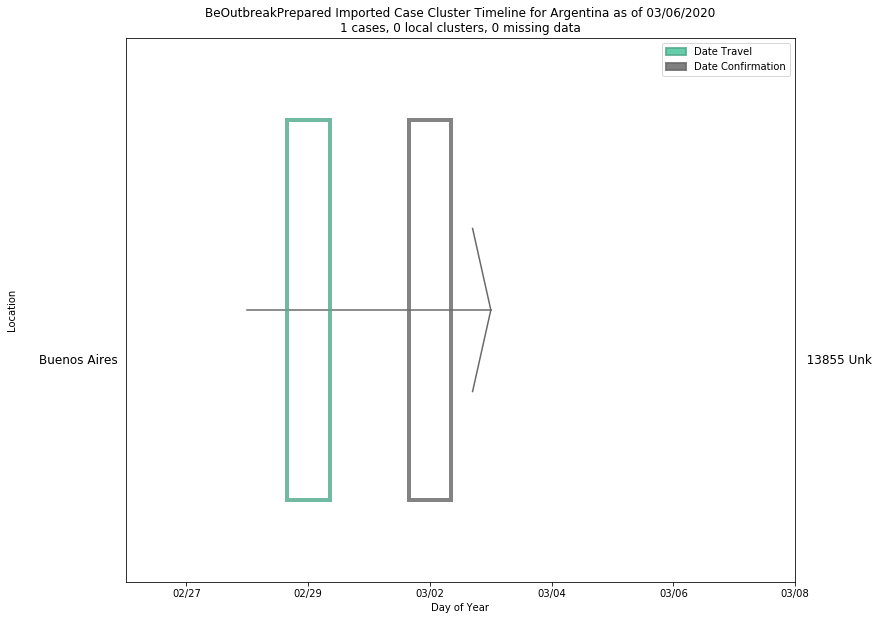 BeOutbreakPrepared Imported Case Cluster Timeline for Argentina as of 03/06/2020
1 cases, 0 local clusters, 0 missing data
Date Travel
Date Confirmation
Location
Buenos Aires
13855 Unk
02/27 02/29 03/02 03/04 03/06 03/08
Day of Year